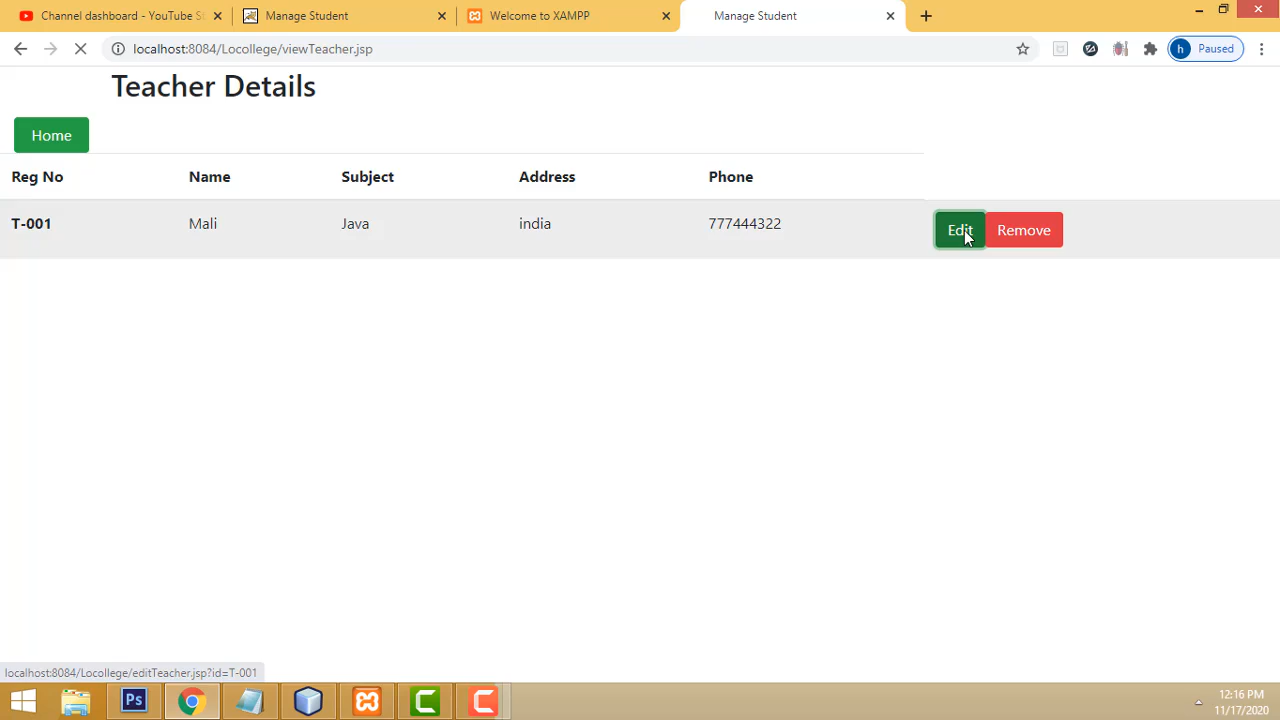 Channel dashboard - YouTube St
Manage Student
Welcome to XAMPP
Manage Student
localhost:8084/Locollege/viewTeacher.jsp
h Paused
Teacher Details
Home
Reg No Name Subject Address Phone
T-001 Mali Java india 777444322 Edit Remove
localhost:8084/Locollege/editTeacher.jsp?id=T-001
Ps
12:16 PM
11/17/2020